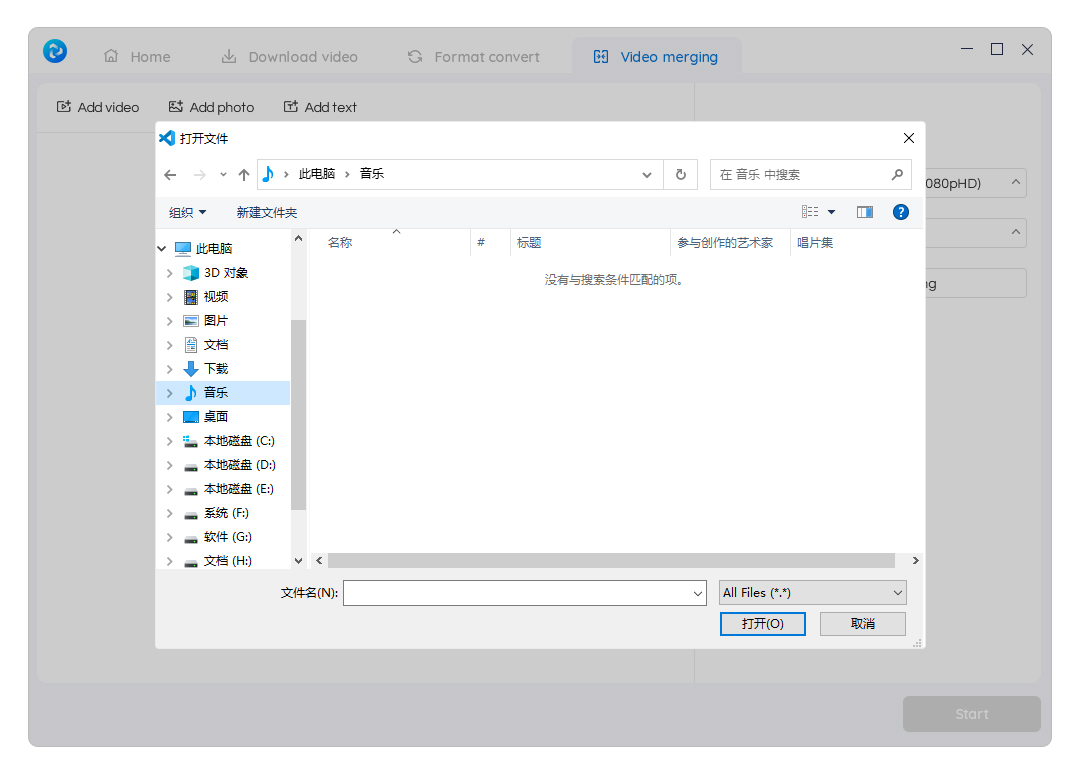 Home
Download video
Format convert
Video merging
Add video
Add photo
Add text
打开文件
此电脑
音乐
在 音乐 中搜索
080pHD)
组织
新建文件夹
?
名称
#
标题
参与创作的艺术家
唱片集
没有与搜索条件匹配的项。
此电脑
3D 对象
视频
图片
文档
下载
音乐
桌面
本地磁盘 (C:)
本地磁盘 (D:)
本地磁盘 (E:)
系统 (F:)
软件 (G:)
文档 (H:)
文件名(N):
All Files (*.*)
打开(O)
取消
Start